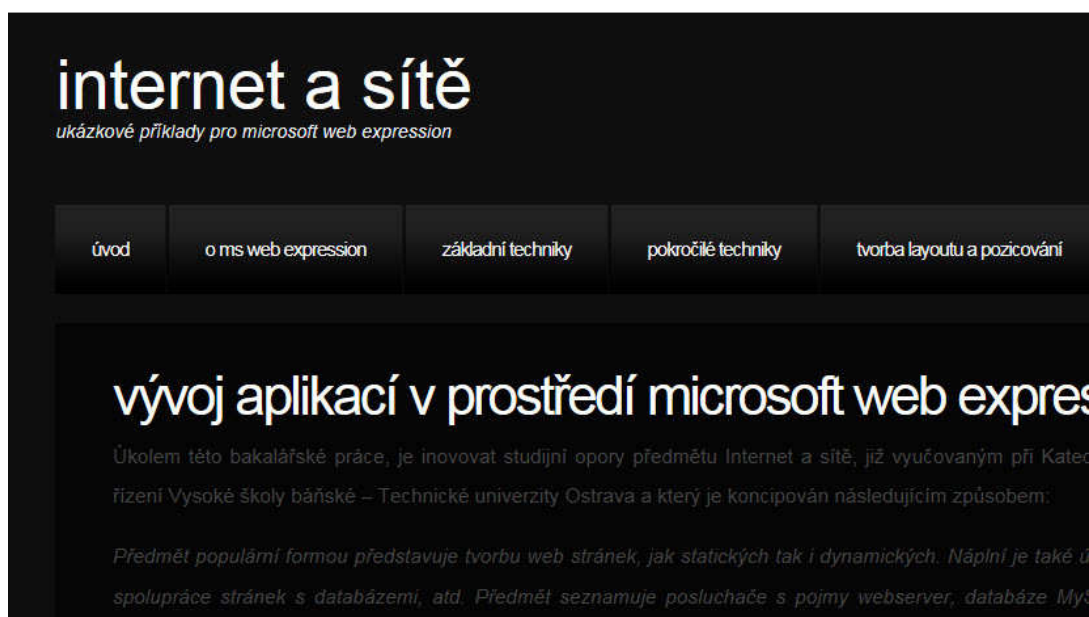 internet a sítě
ukázkové příklady pro microsoft web expression
úvod o ms web expression základní techniky pokročilé techniky tvorba layoutu a pozicování
vývoj aplikací v prostředí microsoft web expres
Úkolem této bakalářské práce, je inovovat studijní opory předmětu Internet a sítě, již vyučovaným při Kated
řízení Vysoké školy báňské – Technické univerzity Ostrava a který je koncipován následujícím způsobem:
Předmět populární formou představuje tvorbu web stránek, jak statických tak i dynamických. Náplní je také ú
spolupráce stránek s databázemi, atd. Předmět seznamuje posluchače s pojmy webserver, databáze MyS